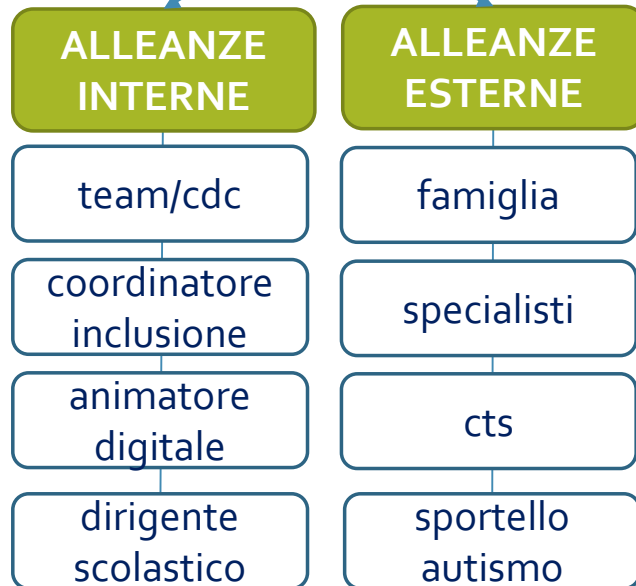 ALLEANZE
INTERNE
team/cdc
coordinatore
inclusione
animatore
digitale
dirigente
scolastico
ALLEANZE
ESTERNE
famiglia
specialisti
cts
sportello
autismo